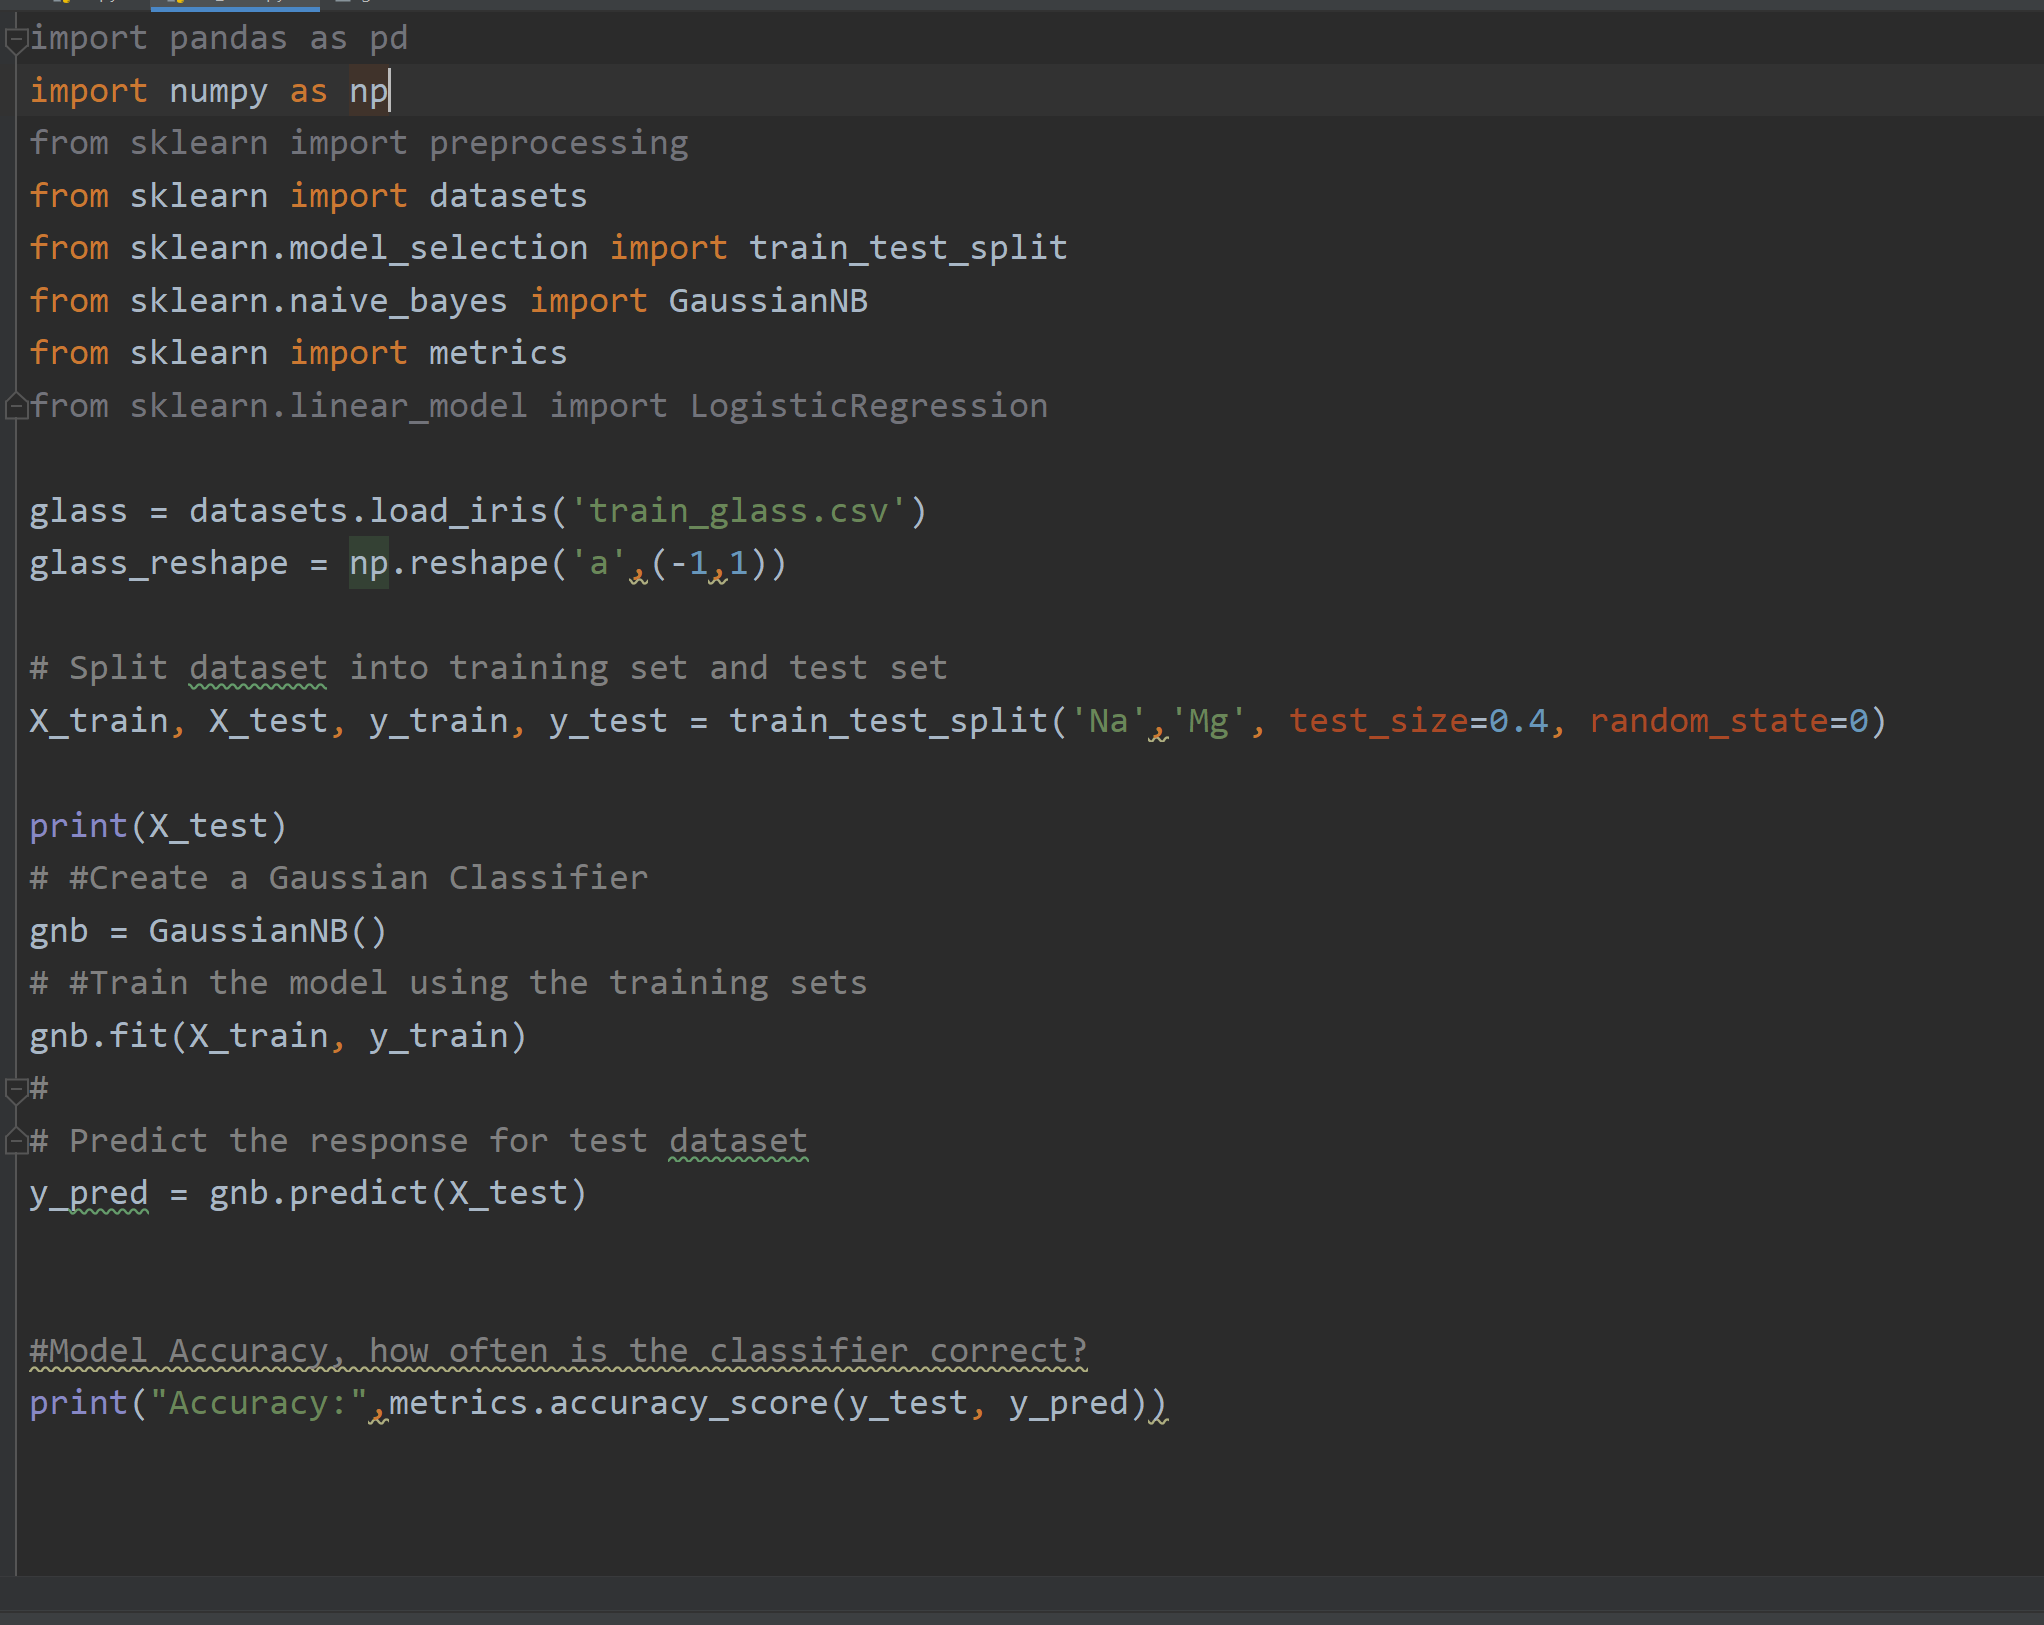 import pandas as pd
import numpy as np
from sklearn import preprocessing
from sklearn import datasets
from sklearn.model_selection import train_test_split
from sklearn.naive_bayes import GaussianNB
from sklearn import metrics
from sklearn.linear_model import LogisticRegression
glass = datasets.load_iris('train_glass.csv')
glass_reshape = np.reshape('a',(-1,1))
# Split dataset into training set and test set
X_train, X_test, y_train, y_test = train_test_split('Na','Mg', test_size=0.4, random_state=0)
print(X_test)
# #Create a Gaussian Classifier
gnb = GaussianNB()
# #Train the model using the training sets
gnb.fit(X_train, y_train)
#
# Predict the response for test dataset
y_pred = gnb.predict(X_test)
#Model Accuracy, how often is the classifier correct?
print("Accuracy:",metrics.accuracy_score(y_test, y_pred))